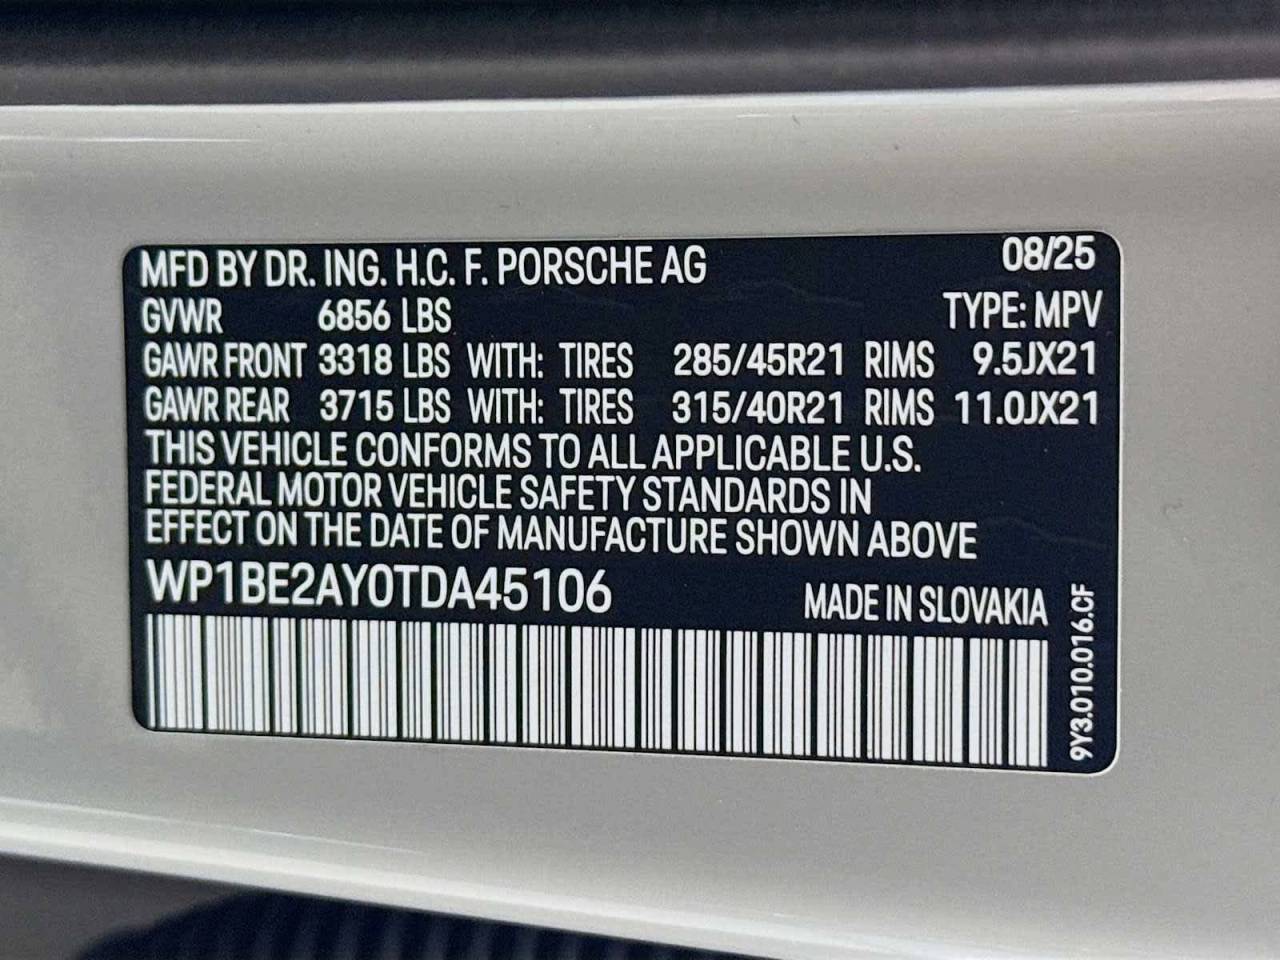 MFD BY DR. ING. H.C. F. PORSCHE AG 08/25
GVWR 6856 LBS TYPE: MPV
GAWR FRONT 3318 LBS WITH: TIRES 285/45R21 RIMS 9.5JX21
GAWR REAR 3715 LBS WITH: TIRES 315/40R21 RIMS 11.0JX21
THIS VEHICLE CONFORMS TO ALL APPLICABLE U.S.
FEDERAL MOTOR VEHICLE SAFETY STANDARDS IN
EFFECT ON THE DATE OF MANUFACTURE SHOWN ABOVE
WP1BE2AY0TDA45106 MADE IN SLOVAKIA
9Y3.010.016.CF